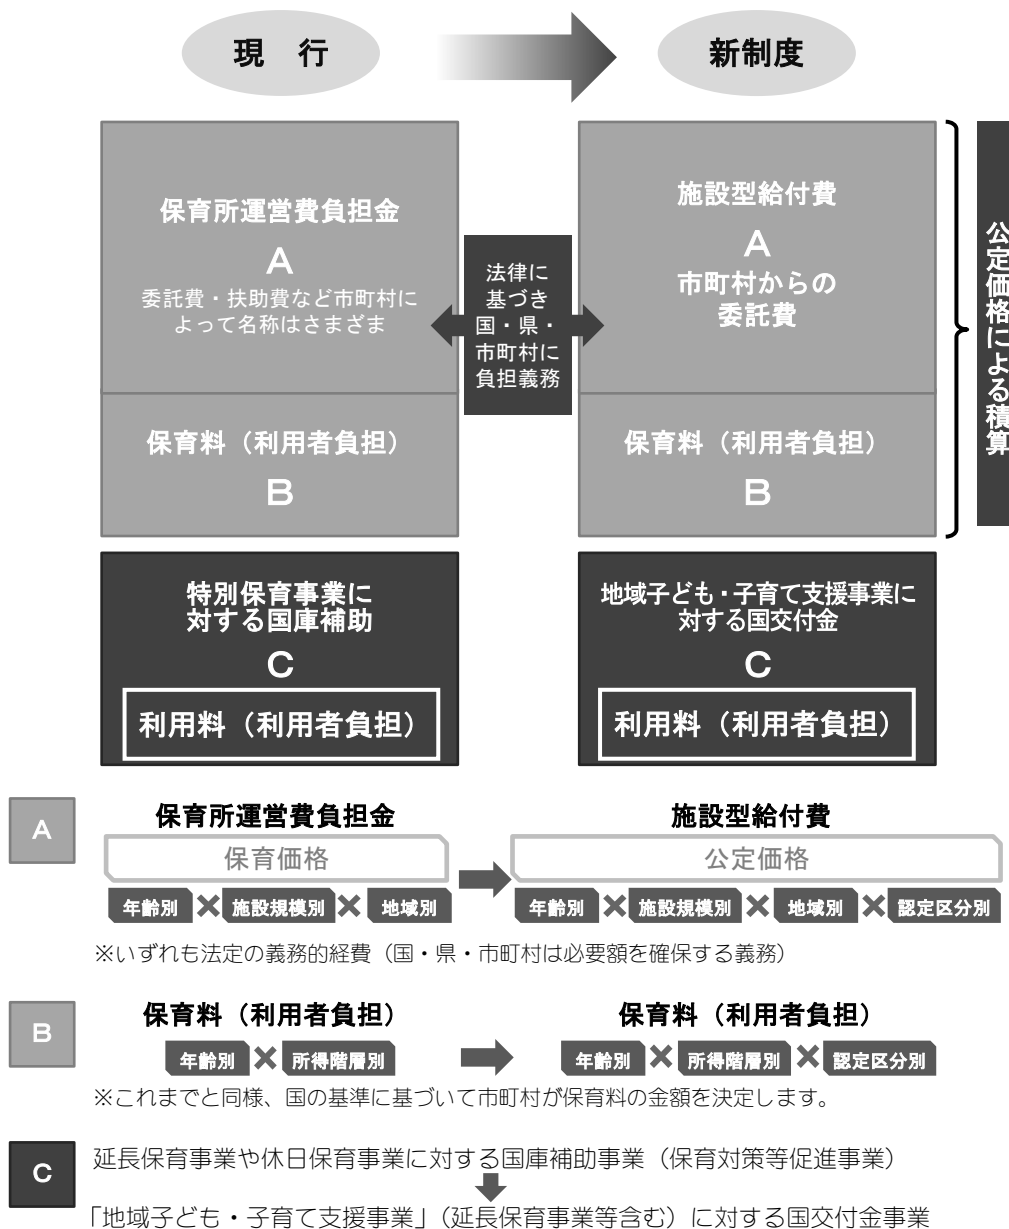 現　行
新制度
保育所運営費負担金
A
委託費・扶助費など市町村に
よって名称はさまざま
保育料（利用者負担）
B
法律に
基づき
国・県・
市町村に
負担義務
施設型給付費
A
市町村からの
委託費
保育料（利用者負担）
B
公定価格による積算
特別保育事業に
対する国庫補助
C
利用料（利用者負担）
地域子ども・子育て支援事業に
対する国交付金
C
利用料（利用者負担）
A
保育所運営費負担金
保育価格
年齢別×施設規模別×地域別
施設型給付費
公定価格
年齢別×施設規模別×地域別×認定区分別
※いずれも法定の義務的経費（国・県・市町村は必要額を確保する義務）
B
保育料（利用者負担）
年齢別×所得階層別
保育料（利用者負担）
年齢別×所得階層別×認定区分別
※これまでと同様、国の基準に基づいて市町村が保育料の金額を決定します。
C
延長保育事業や休日保育事業に対する国庫補助事業（保育対策等促進事業）
「地域子ども・子育て支援事業」（延長保育事業等含む）に対する国交付金事業